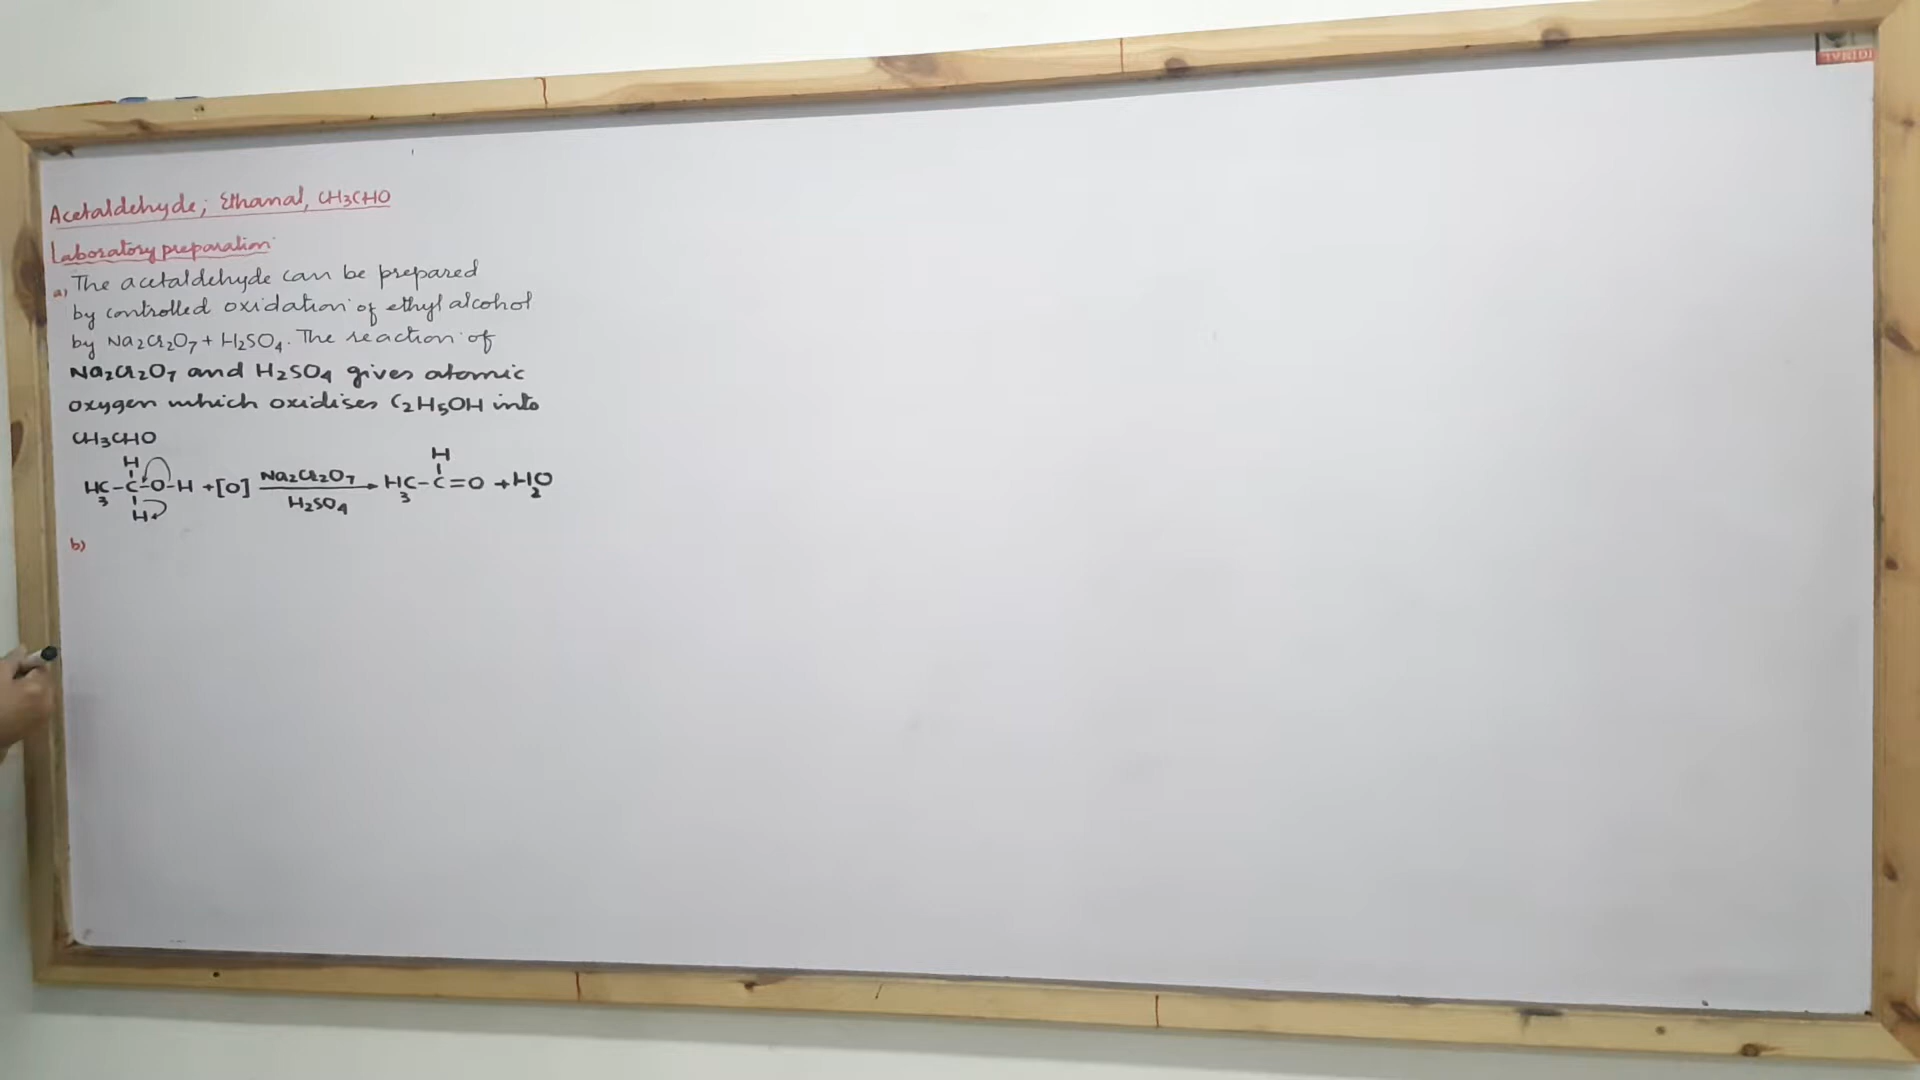 Acetaldehyde; Ethanal, CH3CHO
Laboratory preparation
a) The acetaldehyde can be prepared
by controlled oxidation of ethyl alcohol
by Na2Cr2O7 + H2SO4. The reaction of
Na2Cr2O7 and H2SO4 gives atomic
oxygen which oxidises C2H5OH into
CH3CHO
H H
H3C-C-O-H + [O] Na2Cr2O7 → H3C-C=O + H2O
H2SO4
H
b)